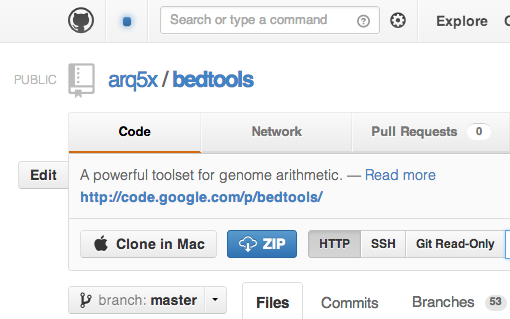 Search or type a command
Explore
PUBLIC
arq5x / bedtools
Code
Network
Pull Requests 0
Edit
A powerful toolset for genome arithmetic. — Read more
http://code.google.com/p/bedtools/
Clone in Mac
ZIP
HTTP
SSH
Git Read-Only
branch: master
Files
Commits
Branches 53